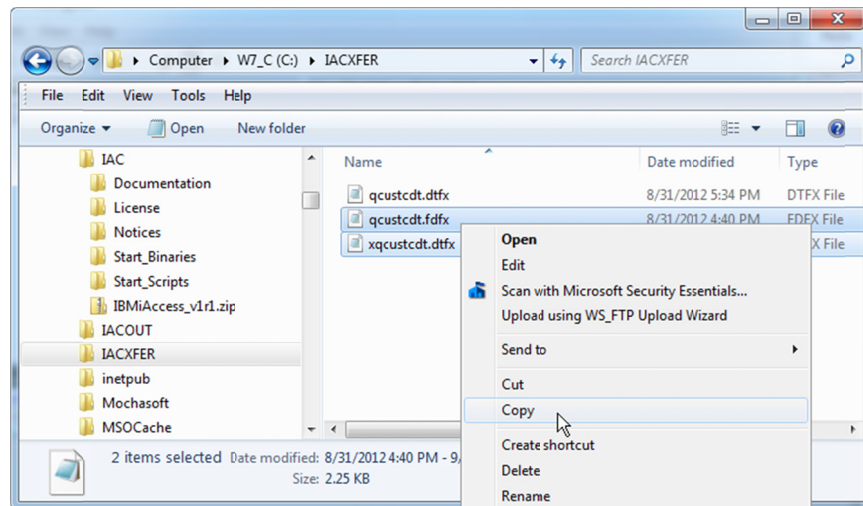 Computer ▸ W7_C (C:) ▸ IACXFER
Search IACXFER
File Edit View Tools Help
Organize Open New folder
IAC
Documentation
License
Notices
Start_Binaries
Start_Scripts
IBMiAccess_v1r1.zip
IACOUT
IACXFER
inetpub
Mochasoft
MSOCache
Name Date modified Type
qcustcdt.dtfx 8/31/2012 5:34 PM DTFX File
qcustcdt.fdfx 8/31/2012 4:40 PM FDFX File
xqcustcdt.dtfx X File
Open
Edit
Scan with Microsoft Security Essentials...
Upload using WS_FTP Upload Wizard
Send to
Cut
Copy
Create shortcut
Delete
Rename
2 items selected Date modified: 8/31/2012 4:40 PM - 9/
Size: 2.25 KB